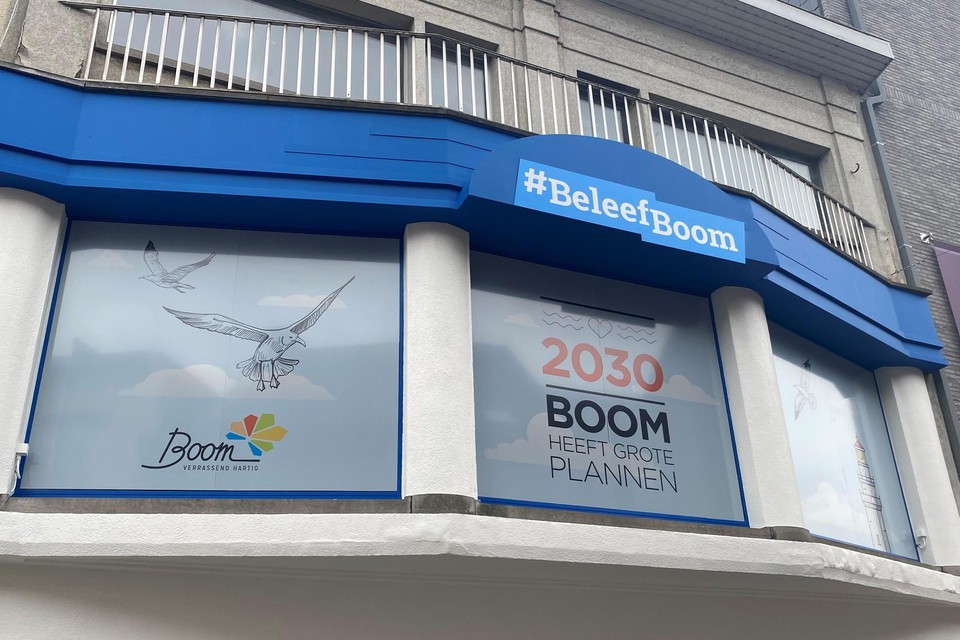 #BeleefBoom
Boom
VERRASSEND HARTIG
2030
BOOM
HEEFT GROTE
PLANNEN